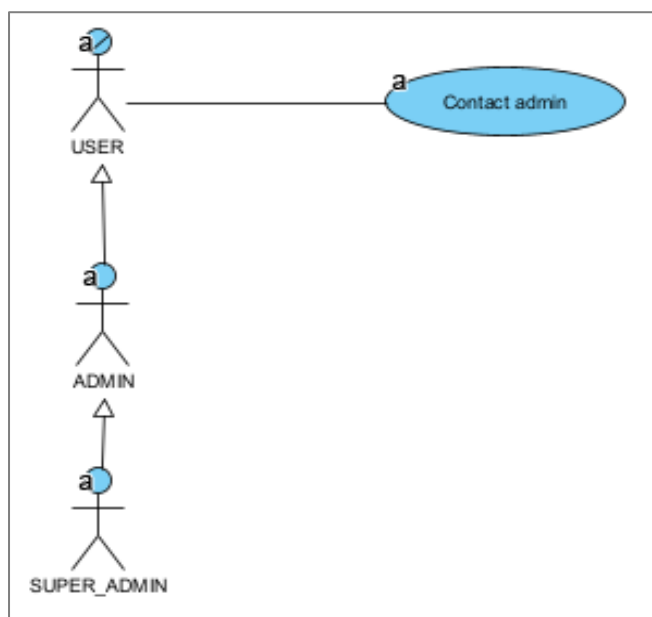 a
USER
a
Contact admin
a
ADMIN
a
SUPER_ADMIN